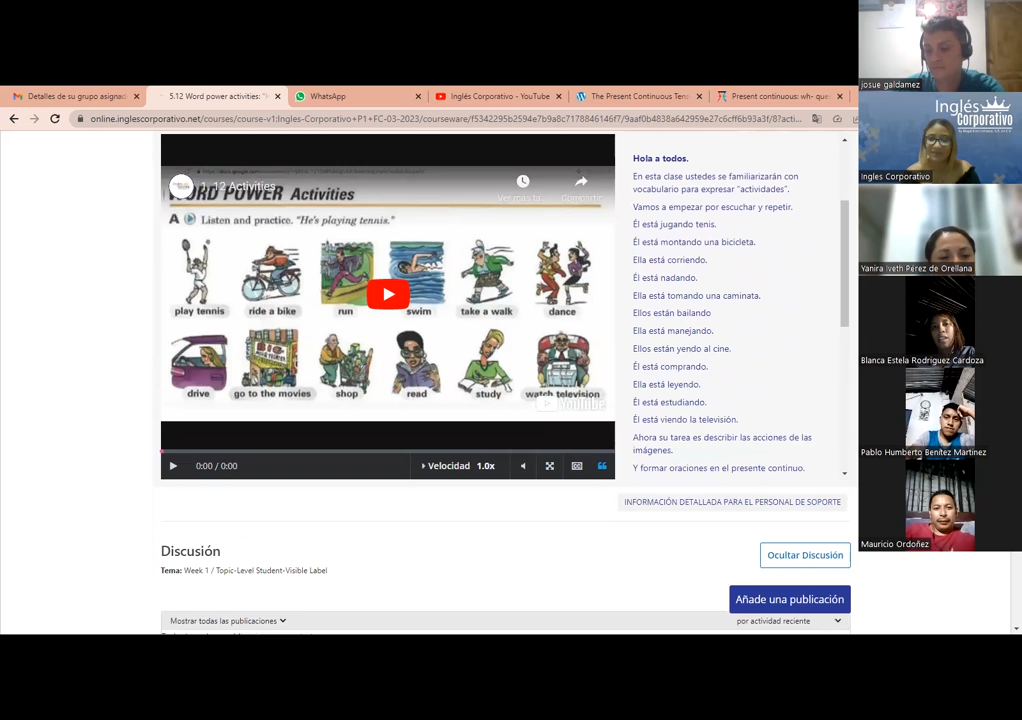 Detalles de su grupo asignad
5.12 Word power activities: "H
WhatsApp
Inglés Corporativo - YouTube
The Present Continuous Ten
Present continuous: wh- que
online.inglescorporativo.net/courses/course-v1:Ingles-Corporativo+P1+FC-03-2023/courseware/f5342295b2594e7b9a8c7178846146f7/9aaf0b4838a642959e27c6cff6b93a3f/8?acti...
1. 12 Activities
WORD POWER Activities
A Listen and practice. "He's playing tennis."
play tennis
ride a bike
run
swim
take a walk
dance
drive
go to the movies
shop
read
study
watch television
YouTube
0:00 / 0:00
Velocidad 1.0x
Hola a todos.
En esta clase ustedes se familiarizarán con
vocabulario para expresar "actividades".
Vamos a empezar por escuchar y repetir.
Él está jugando tenis.
Él está montando una bicicleta.
Ella está corriendo.
Él está nadando.
Ella está tomando una caminata.
Ellos están bailando
Ella está manejando.
Ellos están yendo al cine.
Él está comprando.
Ella está leyendo.
Él está estudiando.
Él está viendo la televisión.
Ahora su tarea es describir las acciones de las
imágenes.
Y formar oraciones en el presente continuo.
INFORMACIÓN DETALLADA PARA EL PERSONAL DE SOPORTE
Discusión
Ocultar Discusión
Tema: Week 1 / Topic-Level Student-Visible Label
Añade una publicación
Mostrar todas las publicaciones
por actividad reciente
josue galdamez
Inglés
Corporativo
Ingles Corporativo
Yanira Iveth Pérez de Orellana
Blanca Estela Rodriguez Cardoza
Pablo Humberto Benítez Martinez
Mauricio Ordoñez